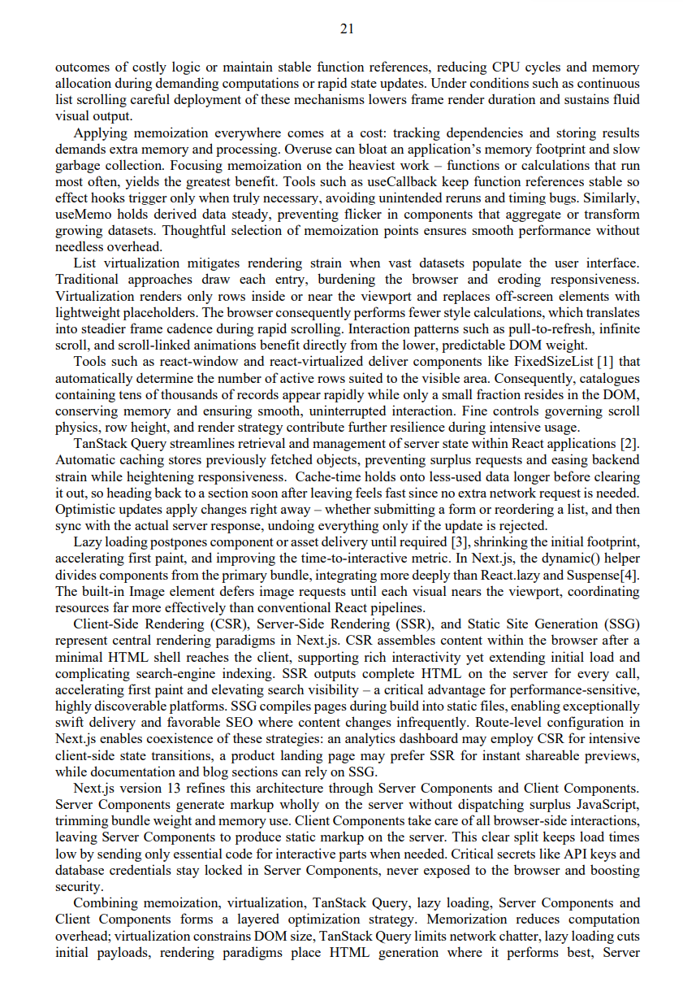 21
outcomes of costly logic or maintain stable function references, reducing CPU cycles and memory
allocation during demanding computations or rapid state updates. Under conditions such as continuous
list scrolling careful deployment of these mechanisms lowers frame render duration and sustains fluid
visual output.
Applying memoization everywhere comes at a cost: tracking dependencies and storing results
demands extra memory and processing. Overuse can bloat an application’s memory footprint and slow
garbage collection. Focusing memoization on the heaviest work – functions or calculations that run
most often, yields the greatest benefit. Tools such as useCallback keep function references stable so
effect hooks trigger only when truly necessary, avoiding unintended reruns and timing bugs. Similarly,
useMemo holds derived data steady, preventing flicker in components that aggregate or transform
growing datasets. Thoughtful selection of memoization points ensures smooth performance without
needless overhead.
List virtualization mitigates rendering strain when vast datasets populate the user interface.
Traditional approaches draw each entry, burdening the browser and eroding responsiveness.
Virtualization renders only rows inside or near the viewport and replaces off-screen elements with
lightweight placeholders. The browser consequently performs fewer style calculations, which translates
into steadier frame cadence during rapid scrolling. Interaction patterns such as pull-to-refresh, infinite
scroll, and scroll-linked animations benefit directly from the lower, predictable DOM weight.
Tools such as react-window and react-virtualized deliver components like FixedSizeList [1] that
automatically determine the number of active rows suited to the visible area. Consequently, catalogues
containing tens of thousands of records appear rapidly while only a small fraction resides in the DOM,
conserving memory and ensuring smooth, uninterrupted interaction. Fine controls governing scroll
physics, row height, and render strategy contribute further resilience during intensive usage.
TanStack Query streamlines retrieval and management of server state within React applications [2].
Automatic caching stores previously fetched objects, preventing surplus requests and easing backend
strain while heightening responsiveness. Cache-time holds onto less-used data longer before clearing
it out, so heading back to a section soon after leaving feels fast since no extra network request is needed.
Optimistic updates apply changes right away – whether submitting a form or reordering a list, and then
sync with the actual server response, undoing everything only if the update is rejected.
Lazy loading postpones component or asset delivery until required [3], shrinking the initial footprint,
accelerating first paint, and improving the time-to-interactive metric. In Next.js, the dynamic() helper
divides components from the primary bundle, integrating more deeply than React.lazy and Suspense[4].
The built-in Image element defers image requests until each visual nears the viewport, coordinating
resources far more effectively than conventional React pipelines.
Client-Side Rendering (CSR), Server-Side Rendering (SSR), and Static Site Generation (SSG)
represent central rendering paradigms in Next.js. CSR assembles content within the browser after a
minimal HTML shell reaches the client, supporting rich interactivity yet extending initial load and
complicating search-engine indexing. SSR outputs complete HTML on the server for every call,
accelerating first paint and elevating search visibility – a critical advantage for performance-sensitive,
highly discoverable platforms. SSG compiles pages during build into static files, enabling exceptionally
swift delivery and favorable SEO where content changes infrequently. Route-level configuration in
Next.js enables coexistence of these strategies: an analytics dashboard may employ CSR for intensive
client-side state transitions, a product landing page may prefer SSR for instant shareable previews,
while documentation and blog sections can rely on SSG.
Next.js version 13 refines this architecture through Server Components and Client Components.
Server Components generate markup wholly on the server without dispatching surplus JavaScript,
trimming bundle weight and memory use. Client Components take care of all browser-side interactions,
leaving Server Components to produce static markup on the server. This clear split keeps load times
low by sending only essential code for interactive parts when needed. Critical secrets like API keys and
database credentials stay locked in Server Components, never exposed to the browser and boosting
security.
Combining memoization, virtualization, TanStack Query, lazy loading, Server Components and
Client Components forms a layered optimization strategy. Memorization reduces computation
overhead; virtualization constrains DOM size, TanStack Query limits network chatter, lazy loading cuts
initial payloads, rendering paradigms place HTML generation where it performs best, Server